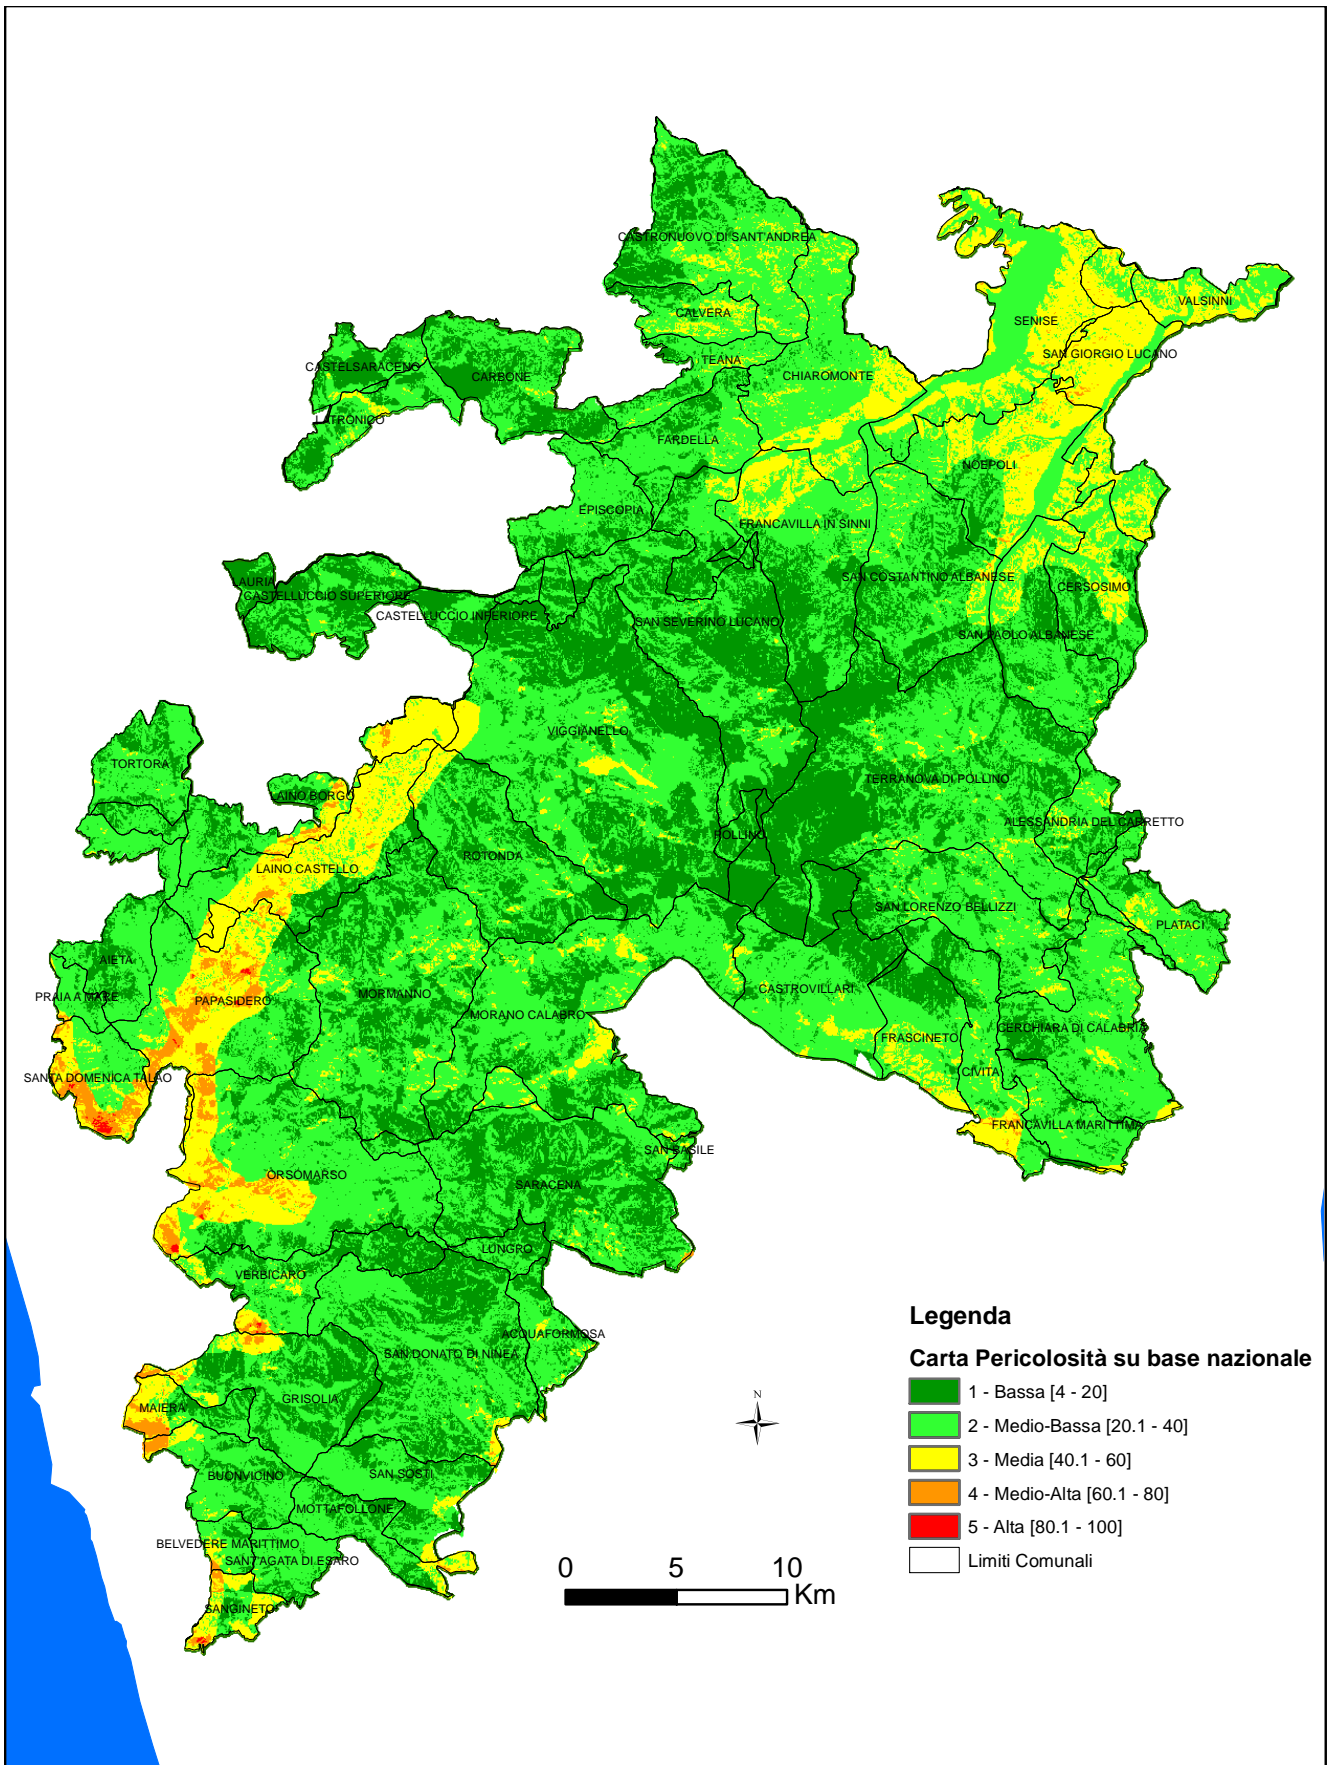 CASTRONUOVO DI SANT'ANDREA
VALSINNI
CALVERA
SENISE
SAN GIORGIO LUCANO
TEANA
CASTELSARACENO
CARBONE
CHIAROMONTE
LATRONICO
FARDELLA
NOEPOLI
EPISCOPIA
FRANCAVILLA IN SINNI
SAN COSTANTINO ALBANESE
LAURIA
CERSOSIMO
CASTELLUCCIO SUPERIORE
CASTELLUCCIO INFERIORE
SAN SEVERINO LUCANO
SAN PAOLO ALBANESE
VIGGIANELLO
TORTORA
TERRANOVA DI POLLINO
LAINO BORGO
ALESSANDRIA DEL CARRETTO
POLLINO
ROTONDA
LAINO CASTELLO
SAN LORENZO BELLIZZI
PLATACI
AIETA
CASTROVILLARI
PRAIA A MARE
PAPASIDERO
MORMANNO
MORANO CALABRO
CERCHIARA DI CALABRIA
FRASCINETO
CIVITA
SANTA DOMENICA TALAO
FRANCAVILLA MARITTIMA
SAN BASILE
ORSOMARSO
SARACENA
LUNGRO
VERBICARO
ACQUAFORMOSA
SAN DONATO DI NINEA
GRISOLIA
MAIERÀ
BUONVICINO
SAN SOSTI
MOTTAFOLLONE
BELVEDERE MARITTIMO
SANT'AGATA DI ESARO
SANGINETO
N
0 5 10
Km
Legenda
Carta Pericolosità su base nazionale
1 - Bassa [4 - 20]
2 - Medio-Bassa [20.1 - 40]
3 - Media [40.1 - 60]
4 - Medio-Alta [60.1 - 80]
5 - Alta [80.1 - 100]
Limiti Comunali